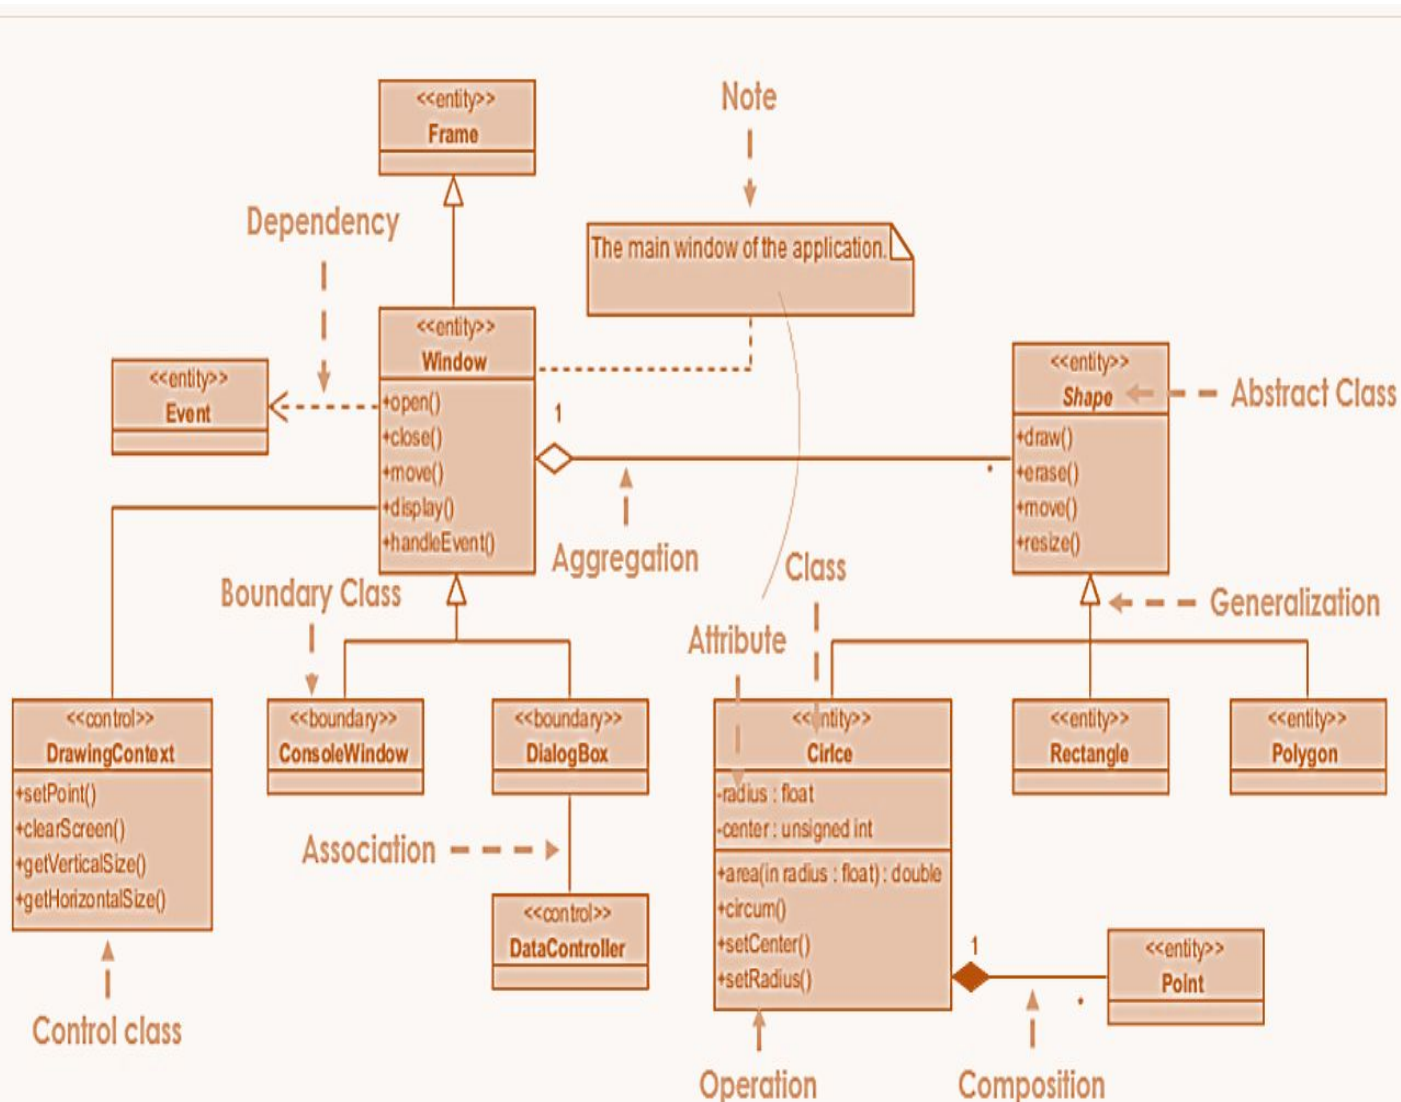 <<entity>>
Frame
Note
Dependency
The main window of the application.
<<entity>>
Window
+open()
+close()
+move()
+display()
+handleEvent()
<<entity>>
Event
1
*
<<entity>>
Shape
+draw()
+erase()
+move()
+resize()
Abstract Class
Aggregation
Class
Boundary Class
Generalization
Attribute
<<control>>
DrawingContext
+setPoint()
+clearScreen()
+getVerticalSize()
+getHorizontalSize()
<<boundary>>
ConsoleWindow
<<boundary>>
DialogBox
<<entity>>
Cirlce
-radius : float
-center : unsigned int
+area(in radius : float) : double
+circum()
+setCenter()
+setRadius()
<<entity>>
Rectangle
<<entity>>
Polygon
Association
<<control>>
DataController
1
*
<<entity>>
Point
Control class
Operation
Composition